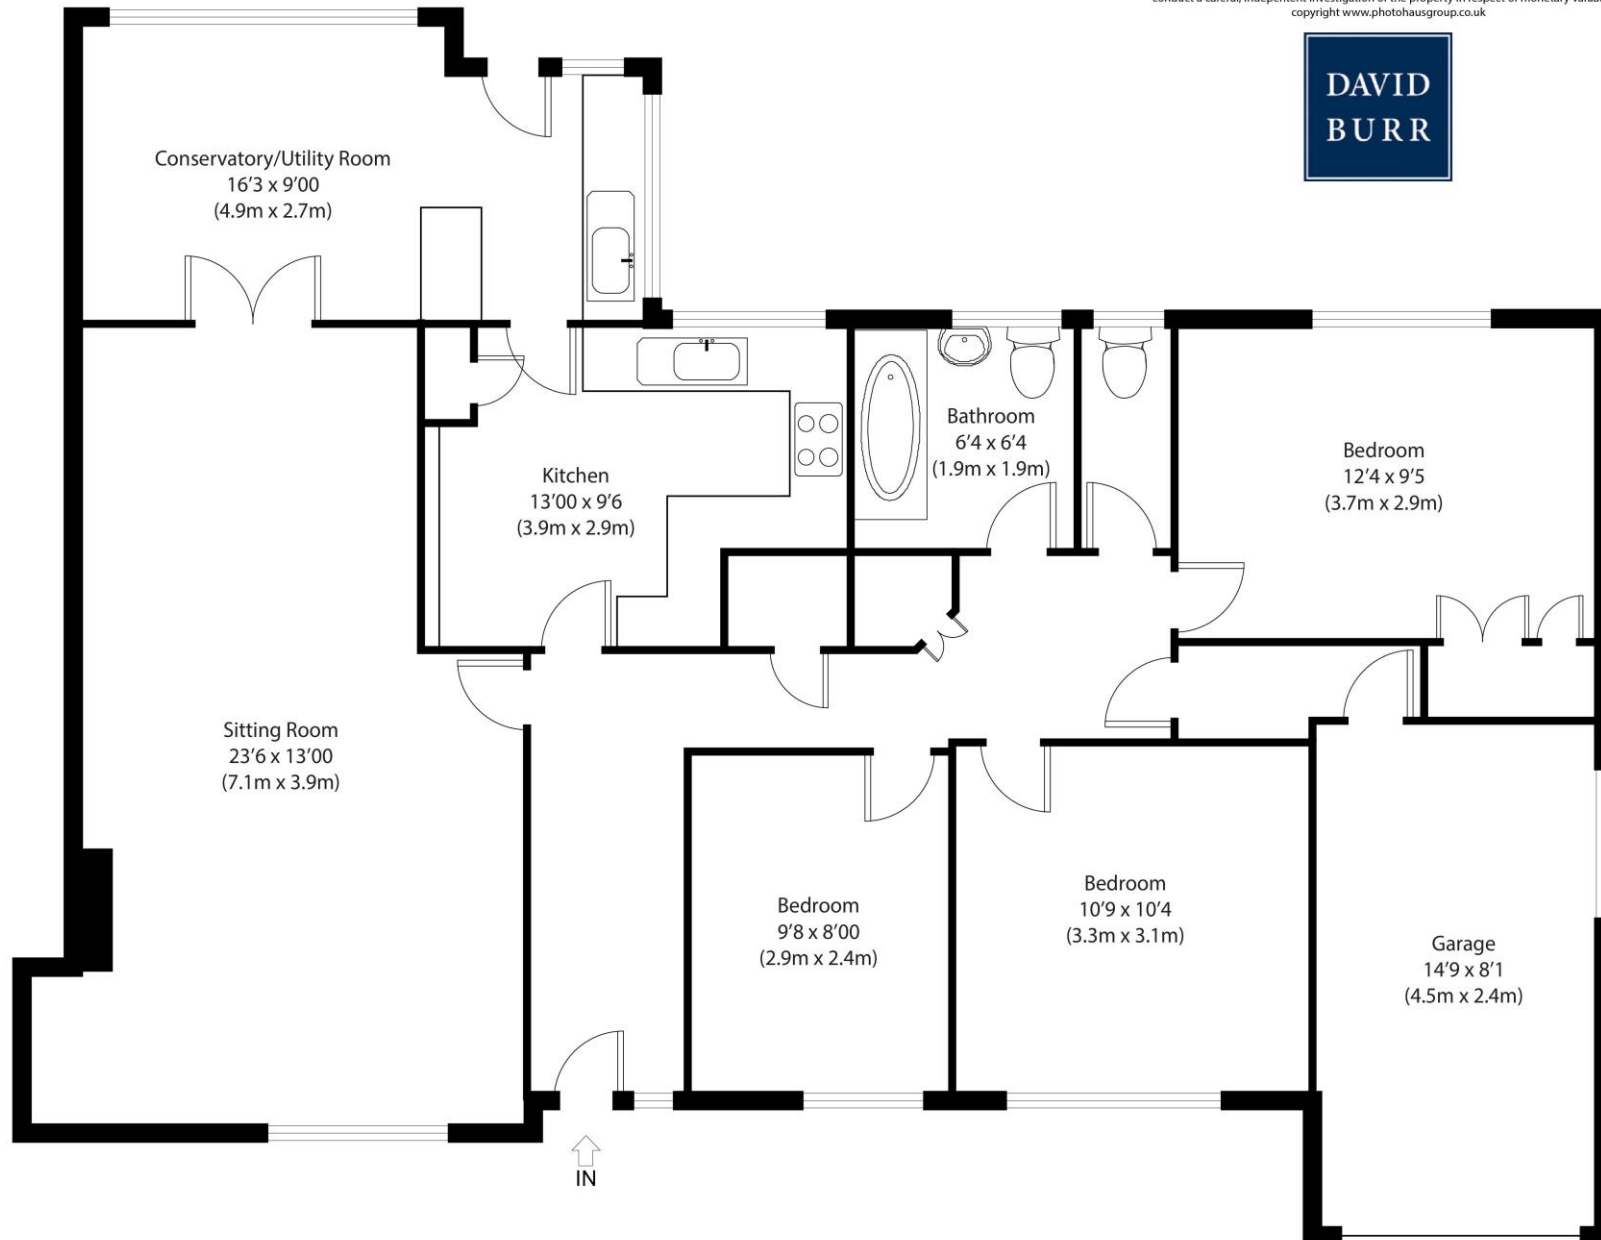 copyright www.photohausgroup.co.uk
DAVID
BURR
Conservatory/Utility Room
16'3 x 9'00
(4.9m x 2.7m)
Kitchen
13'00 x 9'6
(3.9m x 2.9m)
Bathroom
6'4 x 6'4
(1.9m x 1.9m)
Bedroom
12'4 x 9'5
(3.7m x 2.9m)
Sitting Room
23'6 x 13'00
(7.1m x 3.9m)
Bedroom
9'8 x 8'00
(2.9m x 2.4m)
Bedroom
10'9 x 10'4
(3.3m x 3.1m)
Garage
14'9 x 8'1
(4.5m x 2.4m)
IN